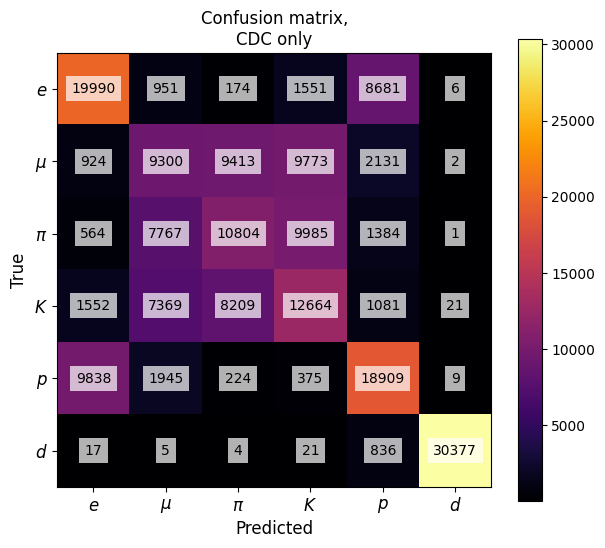 Confusion matrix,
CDC only
30000
e 19990 951 174 1551 8681 6
25000
μ 924 9300 9413 9773 2131 2
20000
π 564 7767 10804 9985 1384 1
True
15000
K 1552 7369 8209 12664 1081 21
10000
p 9838 1945 224 375 18909 9
5000
d 17 5 4 21 836 30377
e μ π K p d
Predicted